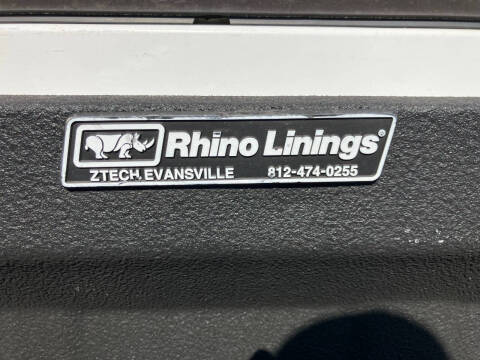 Rhino Linings®
ZTECH, EVANSVILLE 812-474-0255